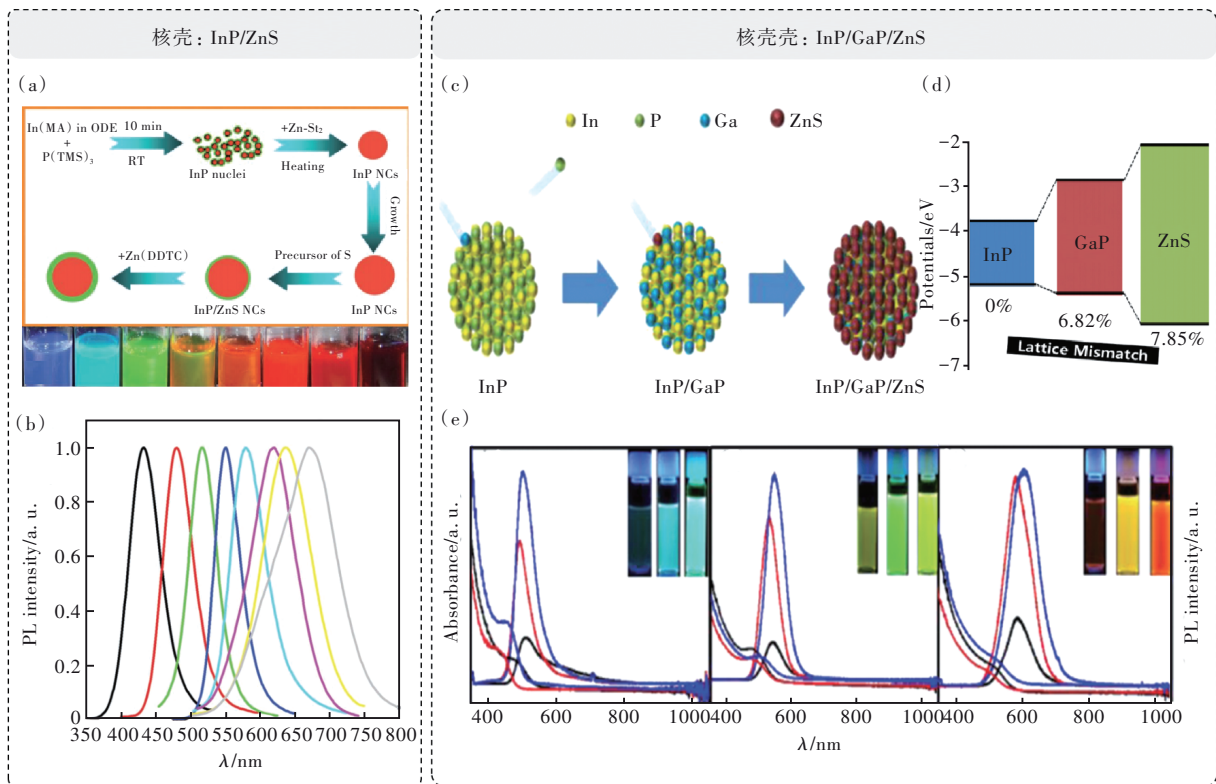 核壳：InP/ZnS
(a)
In(MA) in ODE
+
P(TMS)₃
10 min
RT
InP nuclei
+Zn-St₂
Heating
InP NCs
Growth
InP NCs
Precursor of S
InP/ZnS NCs
+Zn(DDTC)
(b)
PL intensity/a. u.
1.0
0.8
0.6
0.4
0.2
0
350 400 450 500 550 600 650 700 800
λ/nm
核壳壳：InP/GaP/ZnS
(c)
In P Ga ZnS
InP InP/GaP InP/GaP/ZnS
(d)
Potentials/eV
-2
-3
-4
-5
-6
-7
InP
GaP
ZnS
0%
6.82%
7.85%
Lattice Mismatch
(e)
Absorbance/a. u.
PL intensity/a. u.
400 600 800 1000 400 600 800 1000 400 600 800 1000
λ/nm